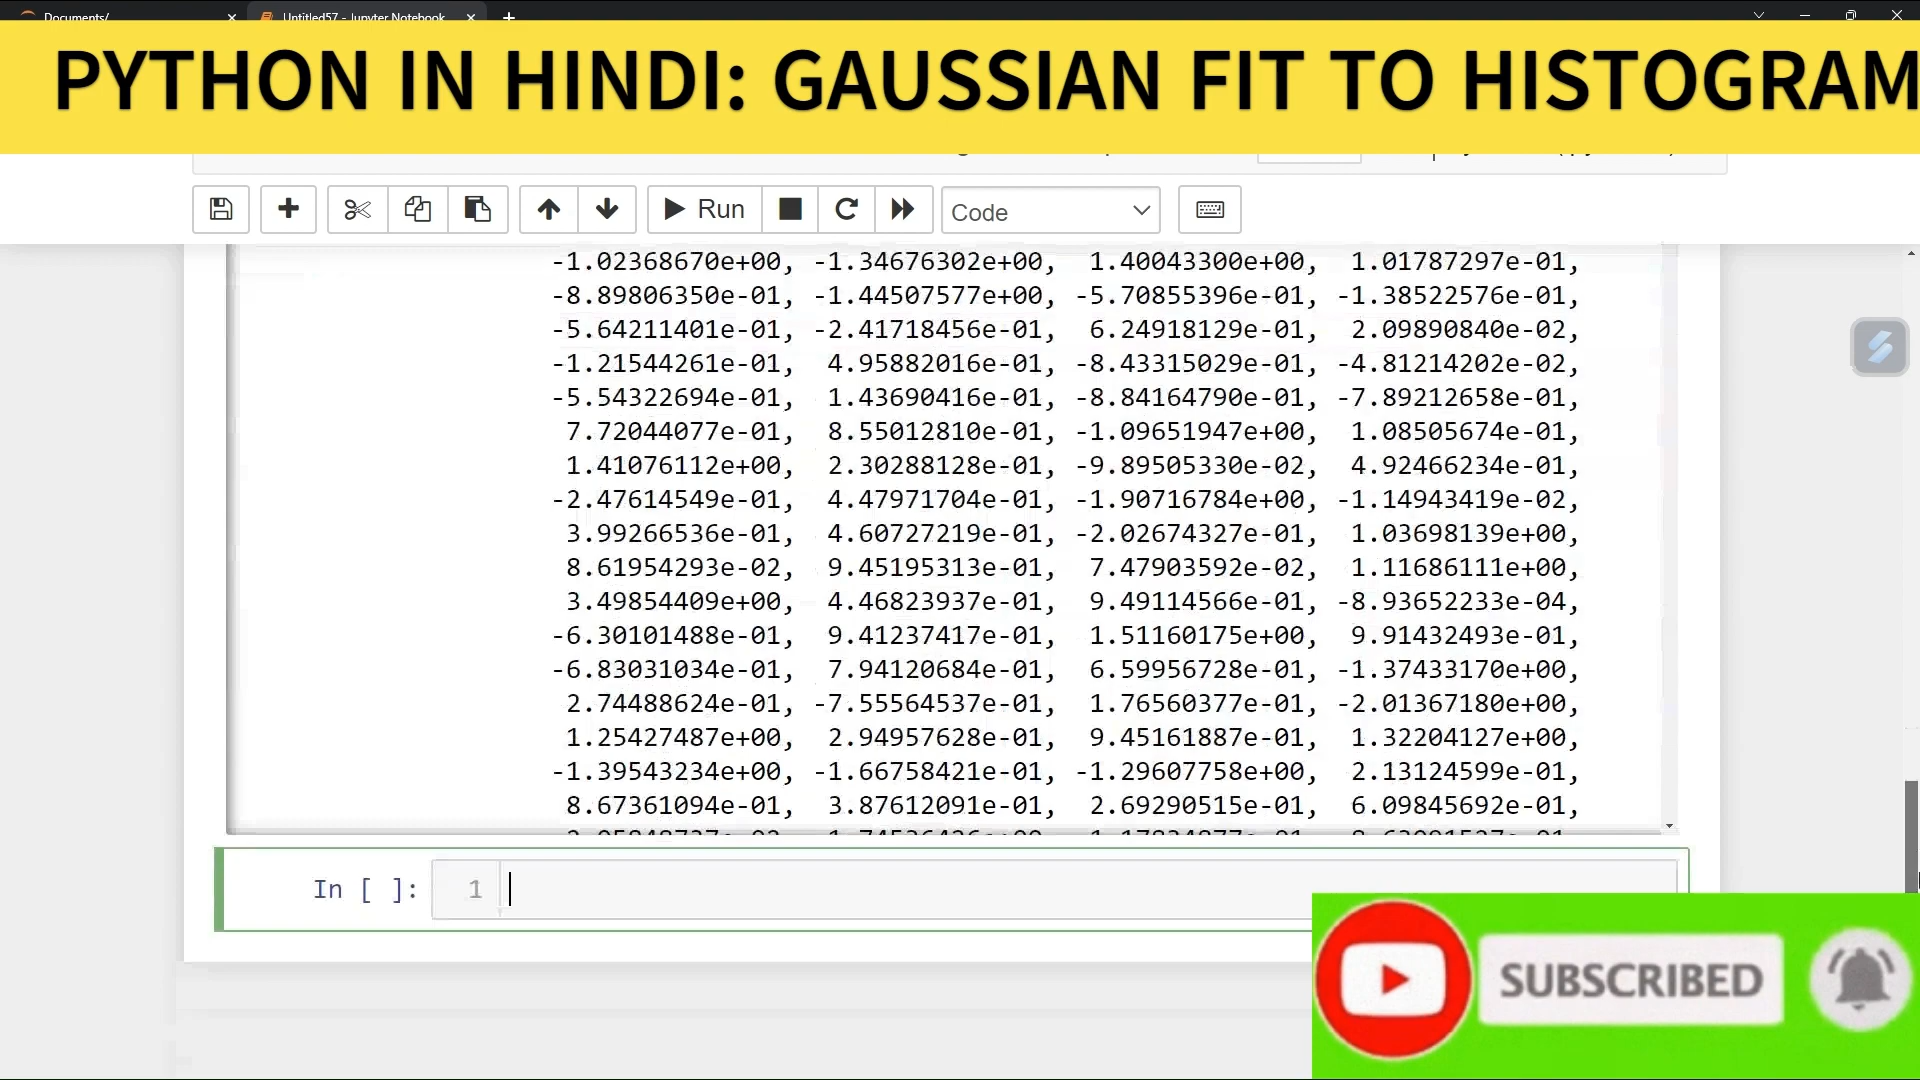 Documents/
Untitled57 - Jupyter Notebook
PYTHON IN HINDI: GAUSSIAN FIT TO HISTOGRAM
Run
Code
-1.02368670e+00, -1.34676302e+00, 1.40043300e+00, 1.01787297e-01,
-8.89806350e-01, -1.44507577e+00, -5.70855396e-01, -1.38522576e-01,
-5.64211401e-01, -2.41718456e-01, 6.24918129e-01, 2.09890840e-02,
-1.21544261e-01, 4.95882016e-01, -8.43315029e-01, -4.81214202e-02,
-5.54322694e-01, 1.43690416e-01, -8.84164790e-01, -7.89212658e-01,
7.72044077e-01, 8.55012810e-01, -1.09651947e+00, 1.08505674e-01,
1.41076112e+00, 2.30288128e-01, -9.89505330e-02, 4.92466234e-01,
-2.47614549e-01, 4.47971704e-01, -1.90716784e+00, -1.14943419e-02,
3.99266536e-01, 4.60727219e-01, -2.02674327e-01, 1.03698139e+00,
8.61954293e-02, 9.45195313e-01, 7.47903592e-02, 1.11686111e+00,
3.49854409e+00, 4.46823937e-01, 9.49114566e-01, -8.93652233e-04,
-6.30101488e-01, 9.41237417e-01, 1.51160175e+00, 9.91432493e-01,
-6.83031034e-01, 7.94120684e-01, 6.59956728e-01, -1.37433170e+00,
2.74488624e-01, -7.55564537e-01, 1.76560377e-01, -2.01367180e+00,
1.25427487e+00, 2.94957628e-01, 9.45161887e-01, 1.32204127e+00,
-1.39543234e+00, -1.66758421e-01, -1.29607758e+00, 2.13124599e-01,
8.67361094e-01, 3.87612091e-01, 2.69290515e-01, 6.09845692e-01,
In [ ]: 1
SUBSCRIBED